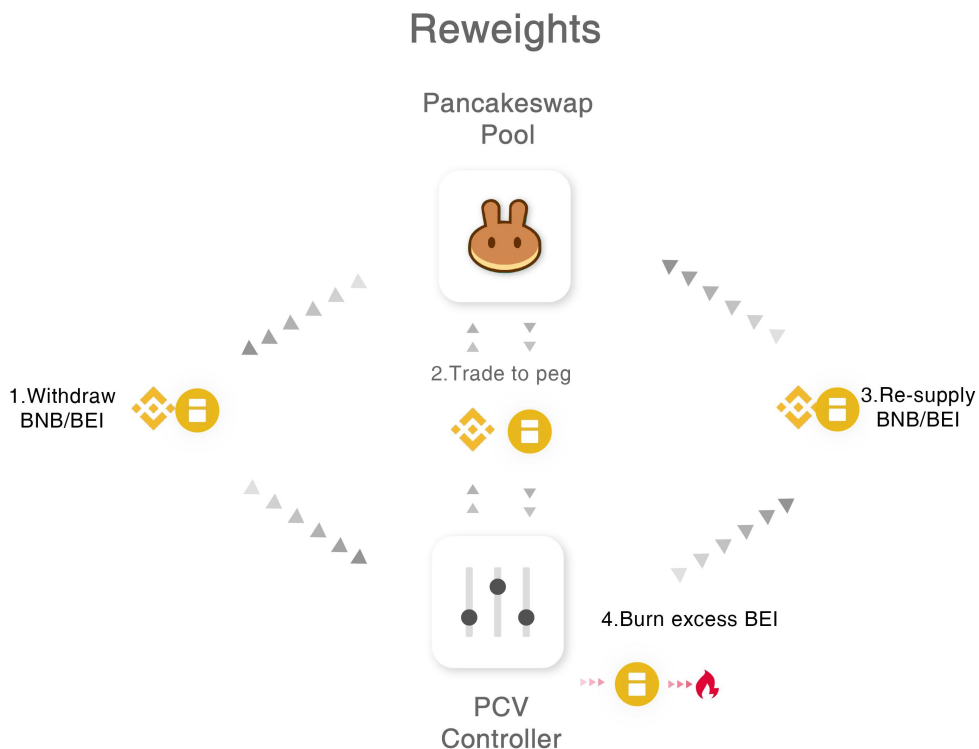 Reweights
Pancakeswap
Pool
1.Withdraw
BNB/BEI
2.Trade to peg
3.Re-supply
BNB/BEI
4.Burn excess BEI
PCV
Controller